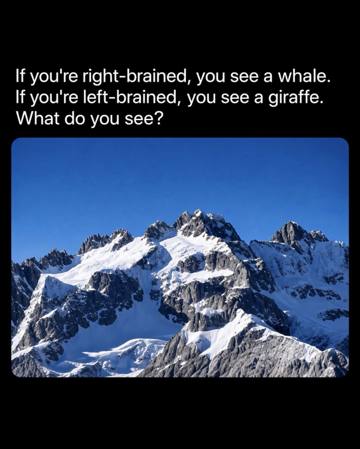 If you're right-brained, you see a whale.
If you're left-brained, you see a giraffe.
What do you see?